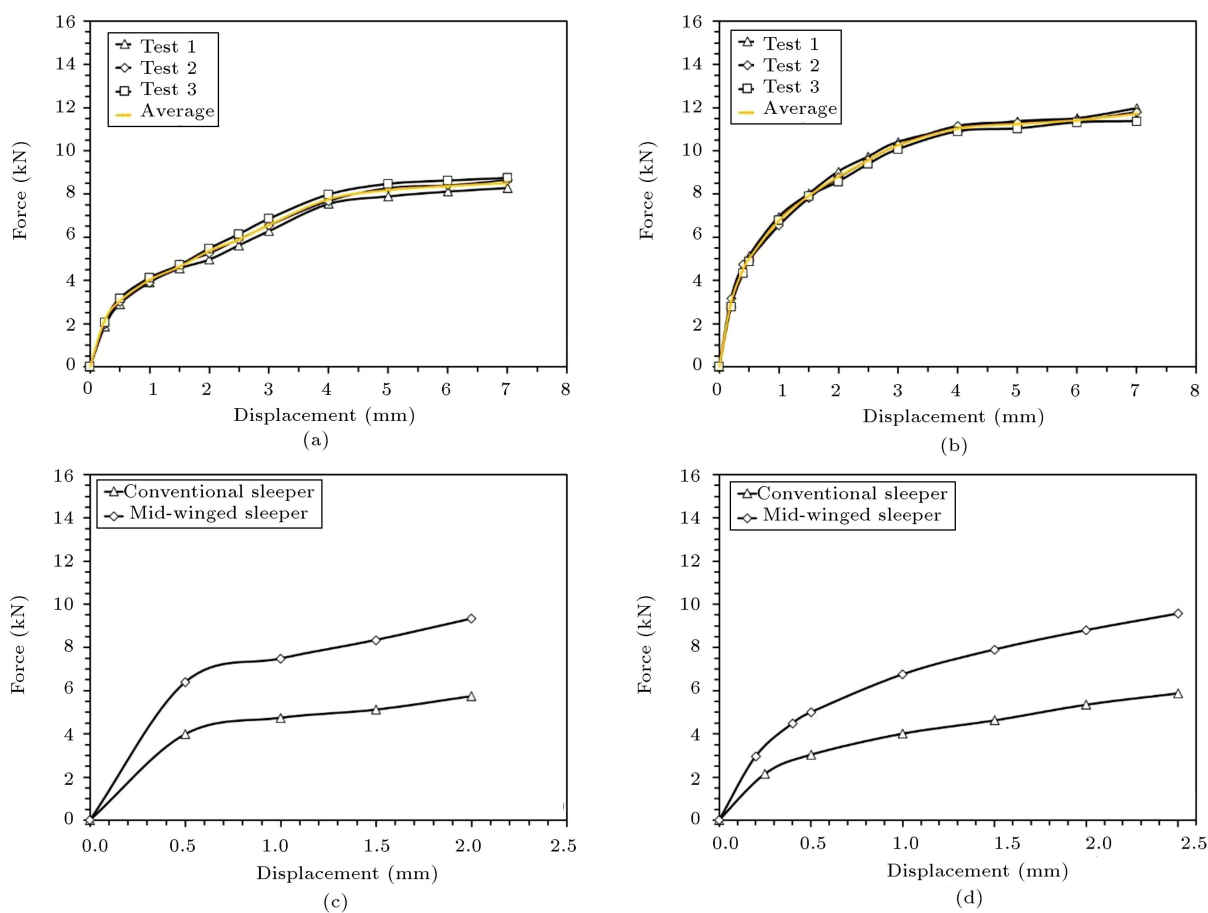 16
14
12
10
8
6
4
2
0
Force (kN)
Test 1
Test 2
Test 3
Average
0 1 2 3 4 5 6 7 8
Displacement (mm)
(a)
16
14
12
10
8
6
4
2
0
Force (kN)
Test 1
Test 2
Test 3
Average
0 1 2 3 4 5 6 7 8
Displacement (mm)
(b)
16
14
12
10
8
6
4
2
0
Force (kN)
Conventional sleeper
Mid-winged sleeper
0.0 0.5 1.0 1.5 2.0 2.5
Displacement (mm)
(c)
16
14
12
10
8
6
4
2
0
Force (kN)
Conventional sleeper
Mid-winged sleeper
0.0 0.5 1.0 1.5 2.0 2.5
Displacement (mm)
(d)